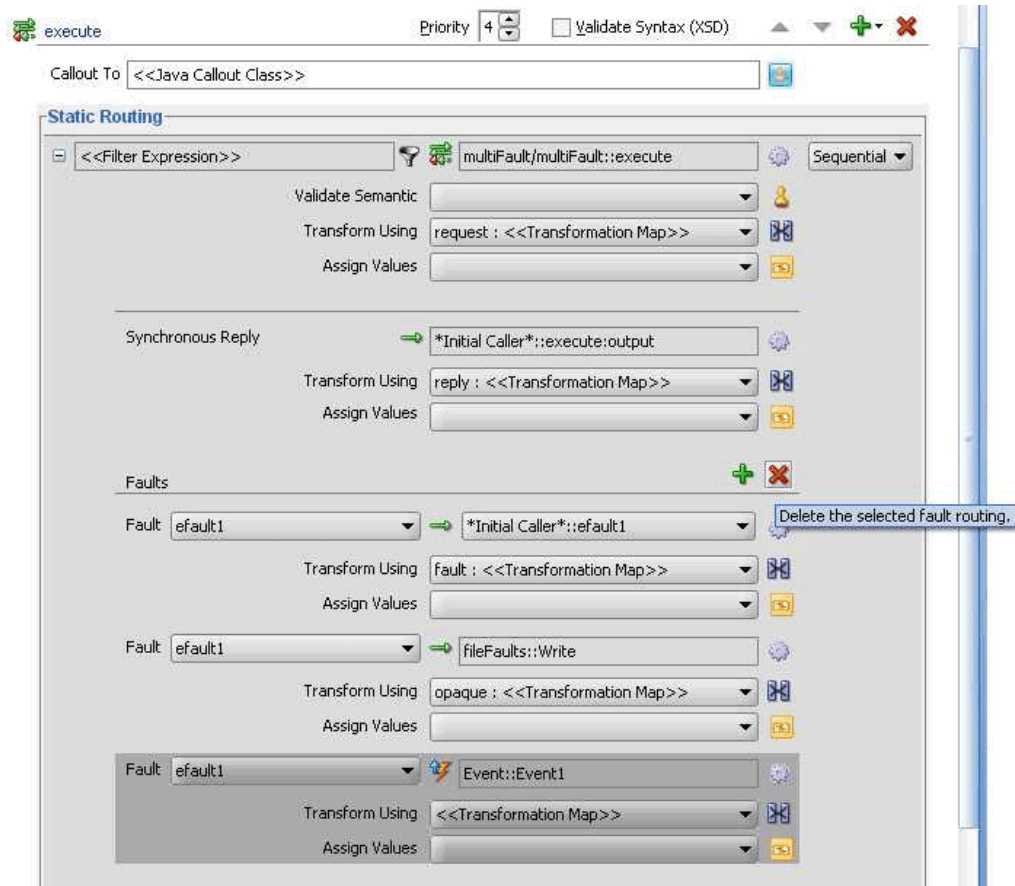 execute Priority 4 Validate Syntax (XSD)
Callout To <<Java Callout Class>>
Static Routing
<<Filter Expression>> multiFault/multiFault::execute Sequential
Validate Semantic
Transform Using request : <<Transformation Map>>
Assign Values
Synchronous Reply *Initial Caller*::execute:output
Transform Using reply : <<Transformation Map>>
Assign Values
Faults
Delete the selected fault routing.
Fault efault1 *Initial Caller*::efault1
Transform Using fault : <<Transformation Map>>
Assign Values
Fault efault1 fileFaults::Write
Transform Using opaque : <<Transformation Map>>
Assign Values
Fault efault1 Event::Event1
Transform Using <<Transformation Map>>
Assign Values